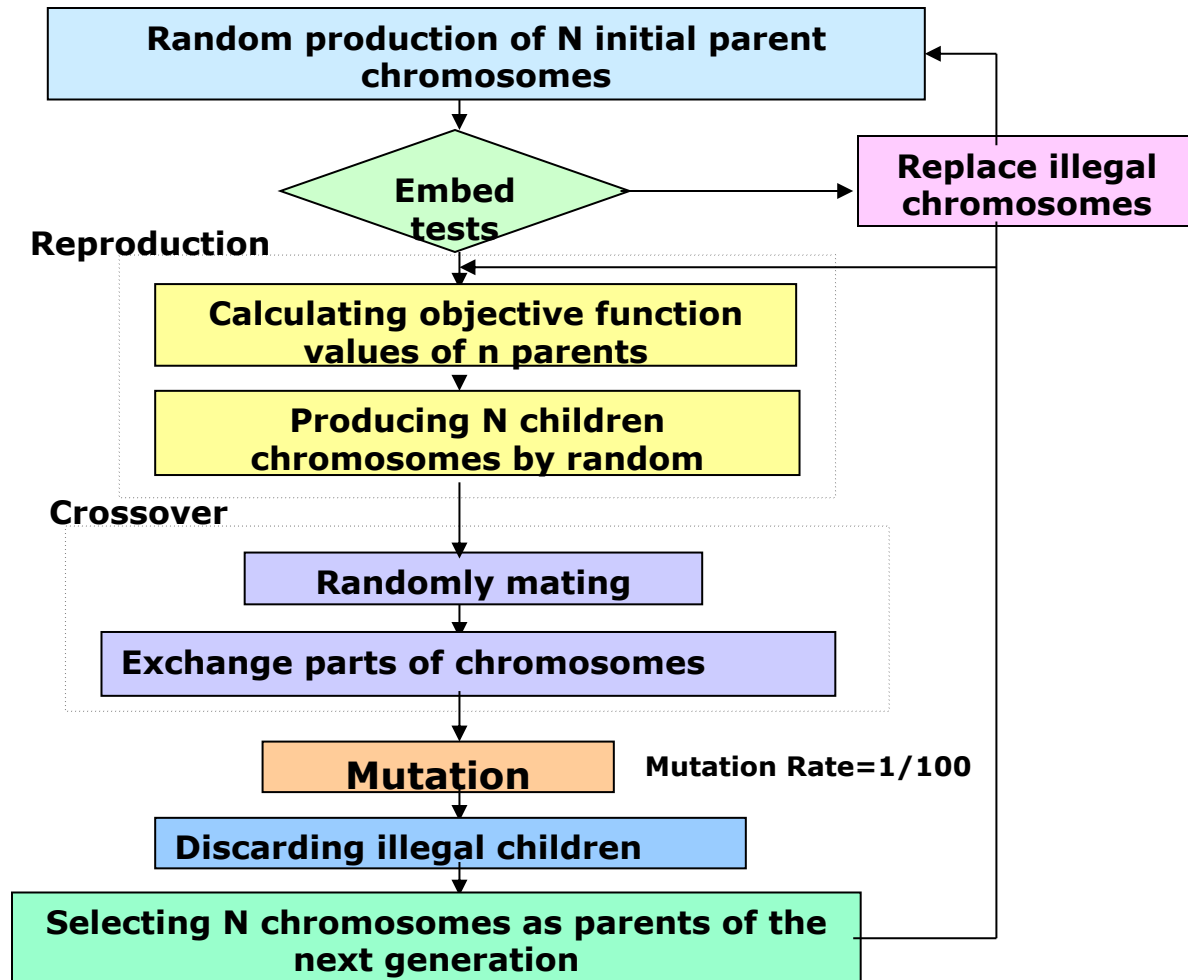 Random production of N initial parent
chromosomes
Embed
tests
Replace illegal
chromosomes
Reproduction
Calculating objective function
values of n parents
Producing N children
chromosomes by random
Crossover
Randomly mating
Exchange parts of chromosomes
Mutation
Mutation Rate=1/100
Discarding illegal children
Selecting N chromosomes as parents of the
next generation